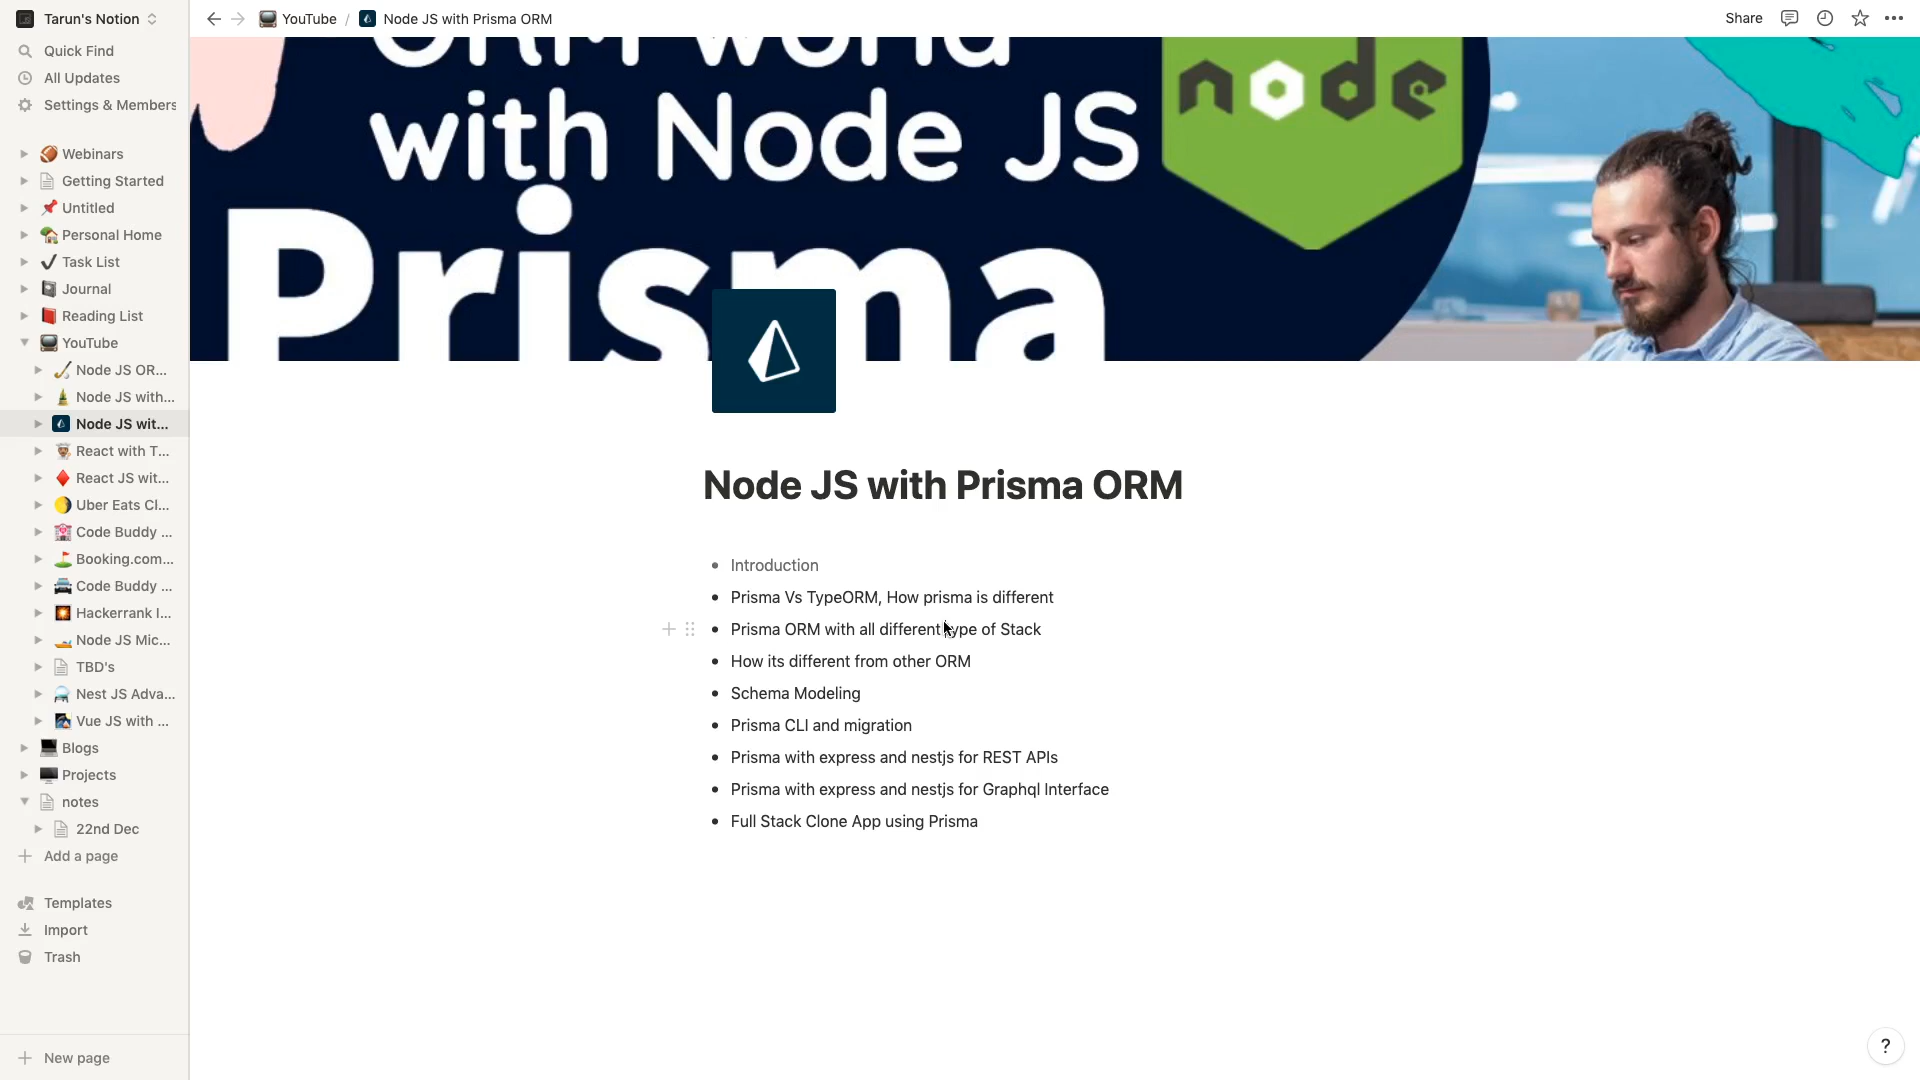 Tarun's Notion
Quick Find
All Updates
Settings & Members
Webinars
Getting Started
Untitled
Personal Home
Task List
Journal
Reading List
YouTube
Node JS OR...
Node JS with...
Node JS wit...
React with T...
React JS wit...
Uber Eats Cl...
Code Buddy ...
Booking.com...
Code Buddy ...
Hackerrank I...
Node JS Mic...
TBD's
Nest JS Adva...
Vue JS with ...
Blogs
Projects
notes
22nd Dec
Add a page
Templates
Import
Trash
New page
YouTube / Node JS with Prisma ORM
Share
ORM world
with Node JS
Prisma
node
Node JS with Prisma ORM
Introduction
Prisma Vs TypeORM, How prisma is different
Prisma ORM with all different type of Stack
How its different from other ORM
Schema Modeling
Prisma CLI and migration
Prisma with express and nestjs for REST APIs
Prisma with express and nestjs for Graphql Interface
Full Stack Clone App using Prisma
?